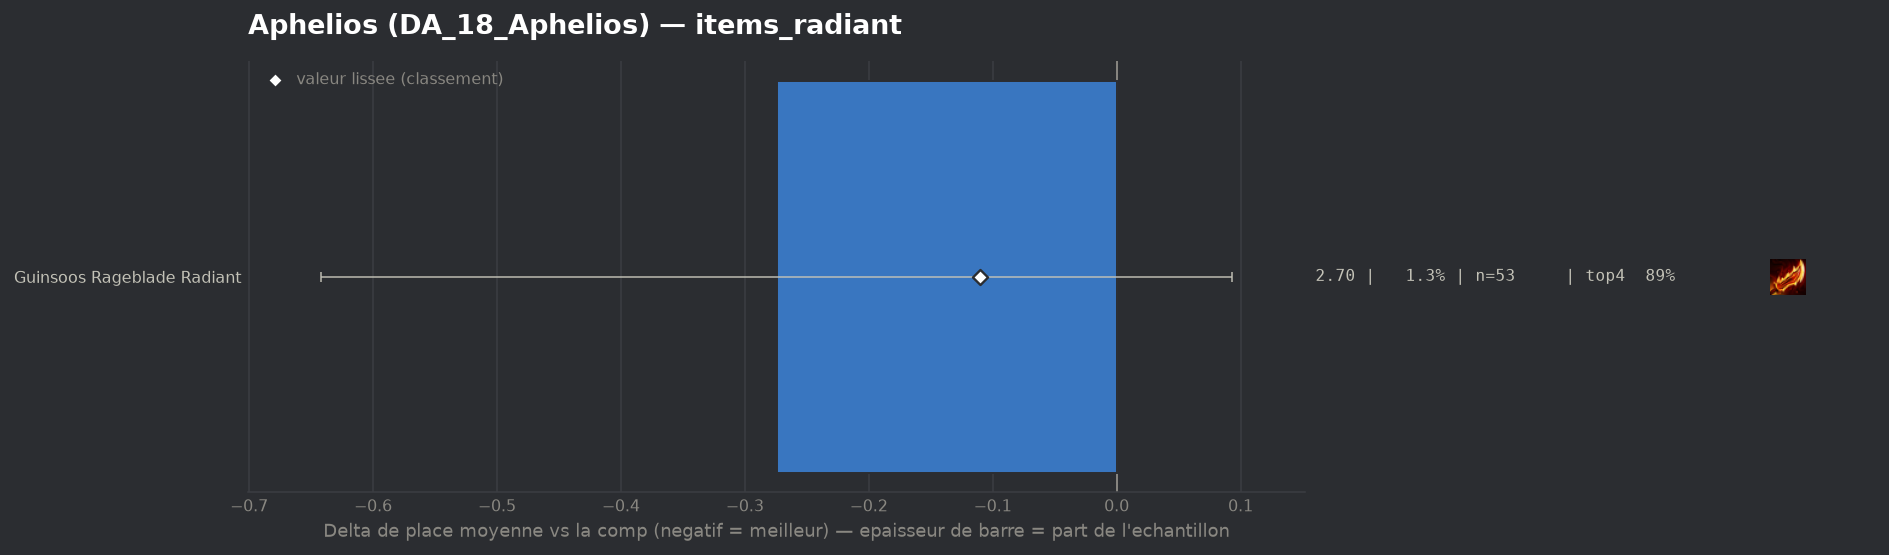 Aphelios (DA_18_Aphelios) — items_radiant
◆ valeur lissee (classement)
Guinsoos Rageblade Radiant
2.70 | 1.3% | n=53 | top4 89%
−0.7 −0.6 −0.5 −0.4 −0.3 −0.2 −0.1 0.0 0.1
Delta de place moyenne vs la comp (negatif = meilleur) — epaisseur de barre = part de l'echantillon